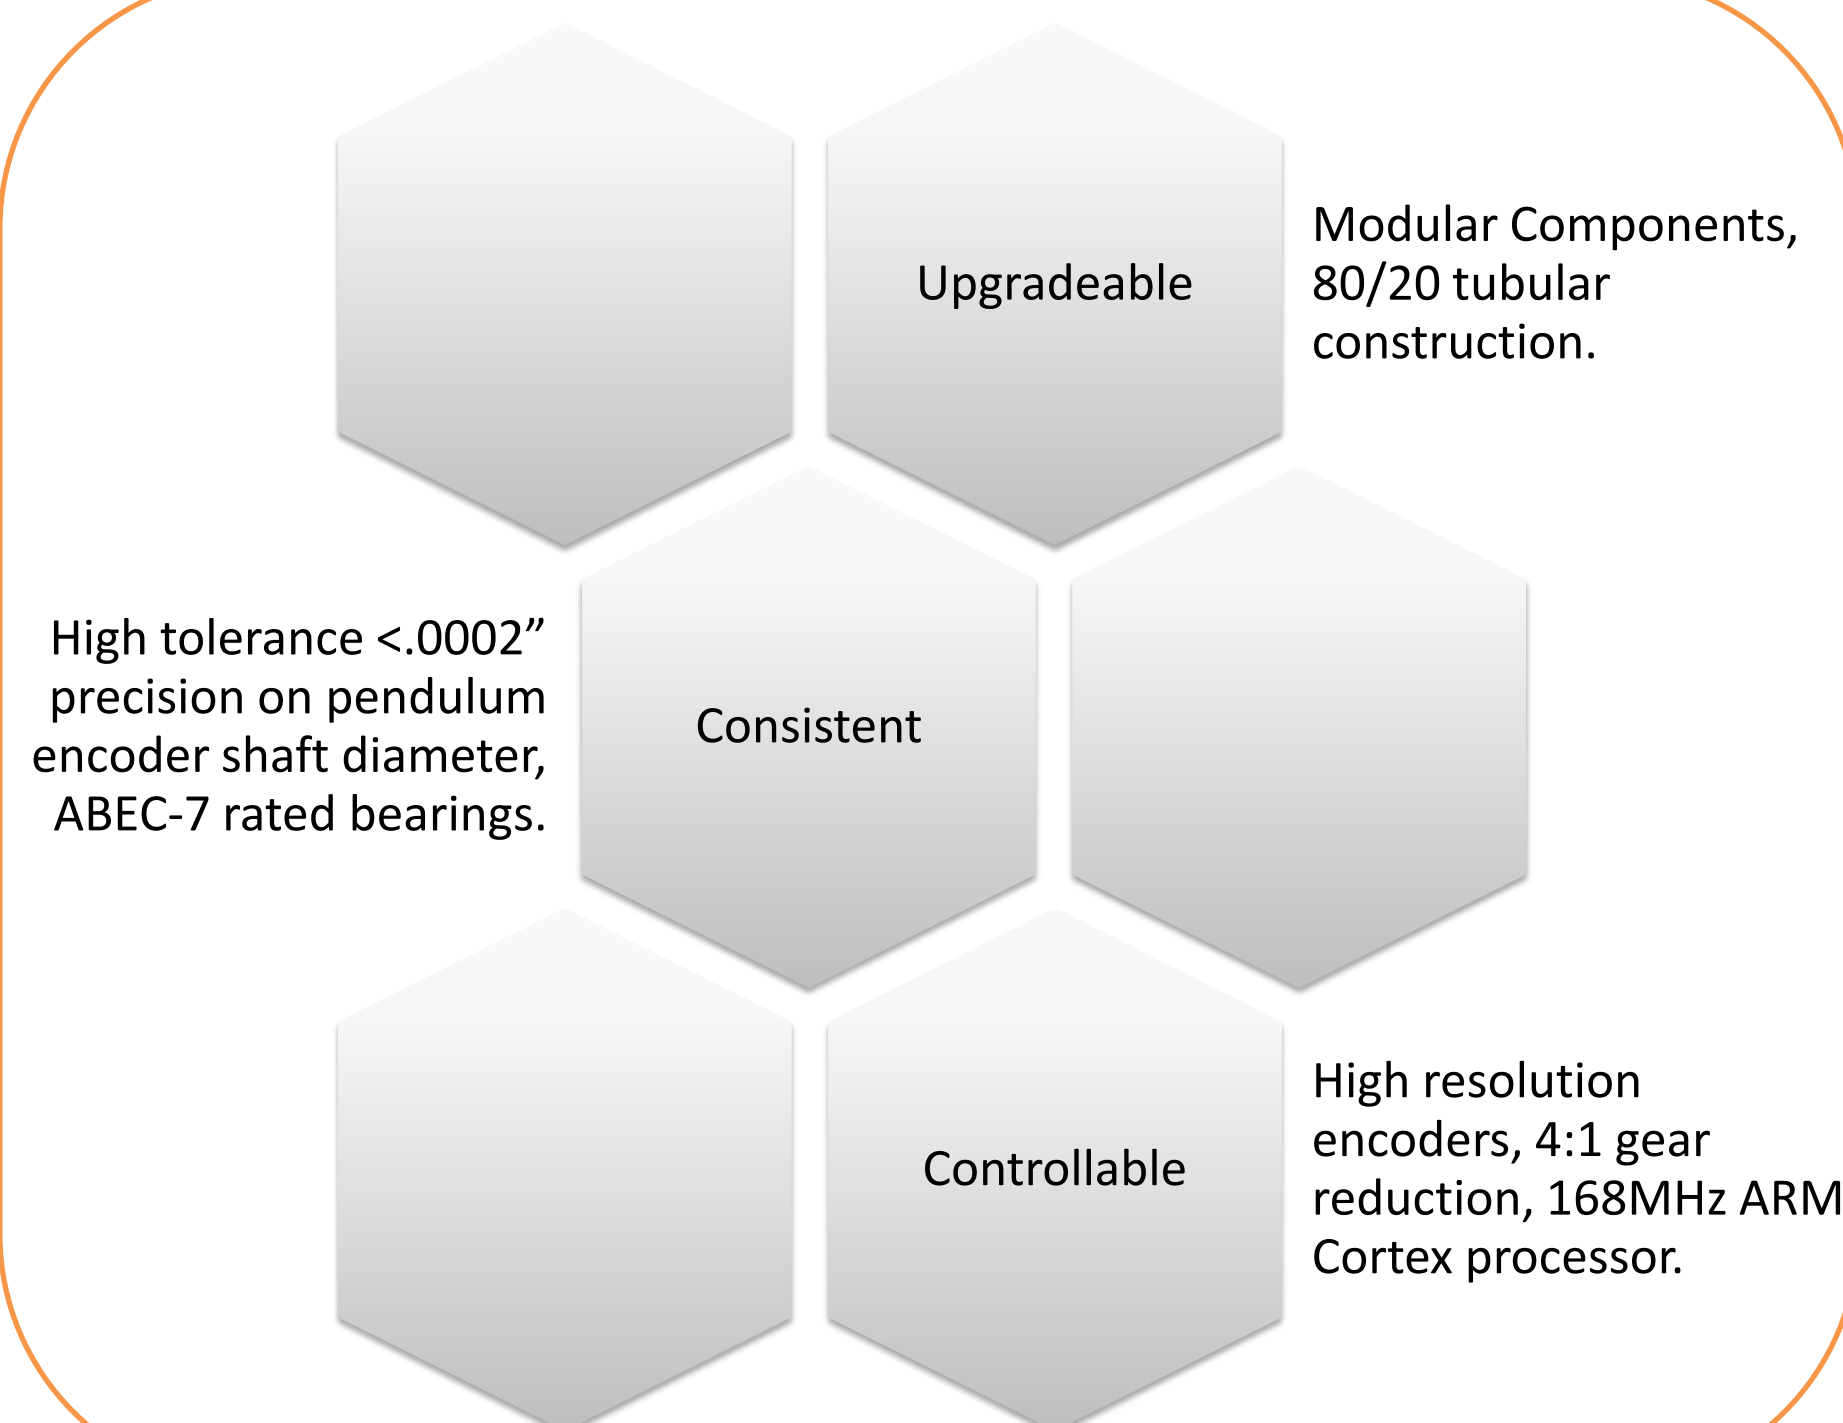 Upgradeable
Modular Components,
80/20 tubular
construction.
High tolerance <.0002”
precision on pendulum
encoder shaft diameter,
ABEC-7 rated bearings.
Consistent
Controllable
High resolution
encoders, 4:1 gear
reduction, 168MHz ARM
Cortex processor.